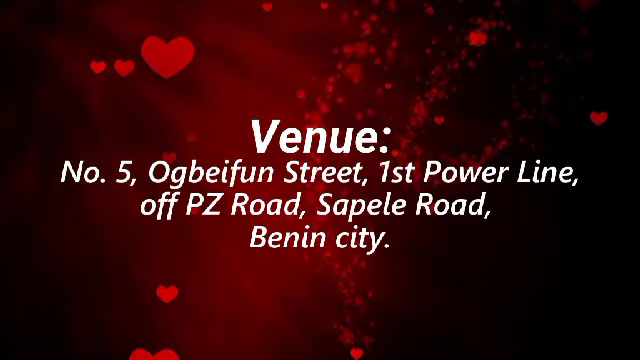 Venue:
No. 5, Ogbeifun Street, 1st Power Line,
off PZ Road, Sapele Road,
Benin city.